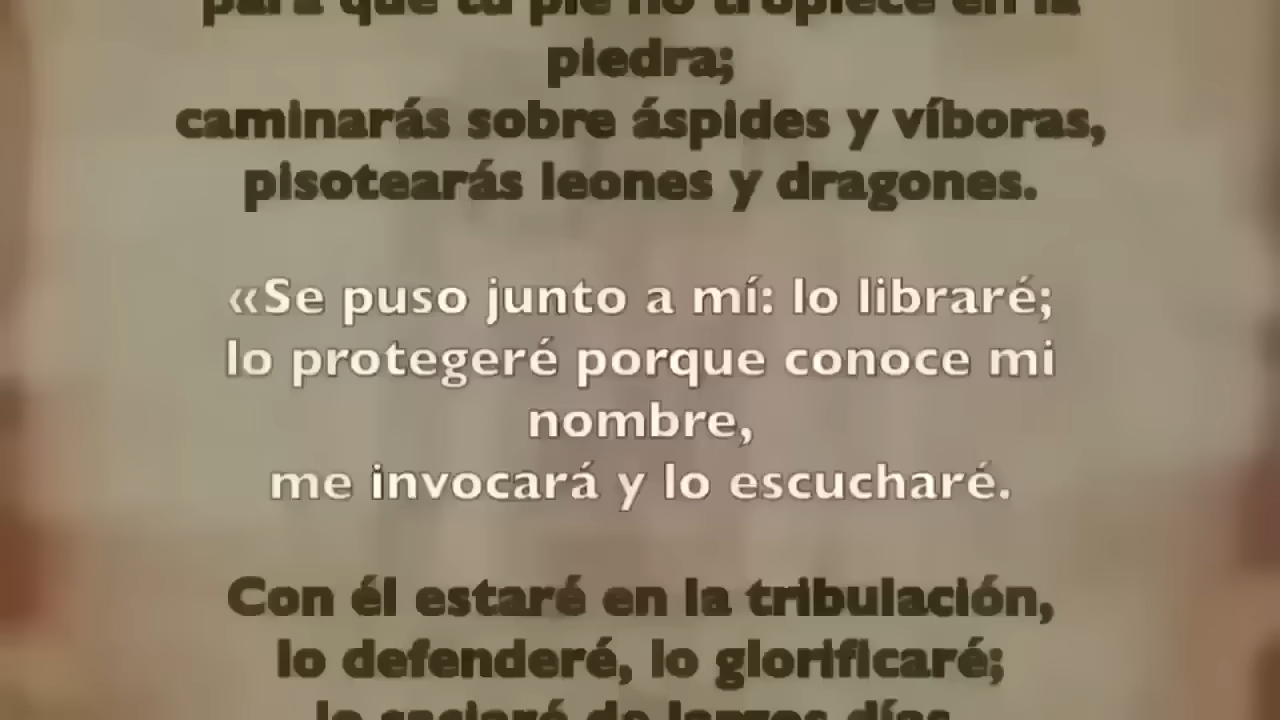 para que tu pie no tropiece en la
piedra;
caminarás sobre áspides y víboras,
pisotearás leones y dragones.
«Se puso junto a mí: lo libraré;
lo protegeré porque conoce mi
nombre,
me invocará y lo escucharé.
Con él estaré en la tribulación,
lo defenderé, lo glorificaré;
lo saciaré de largos días